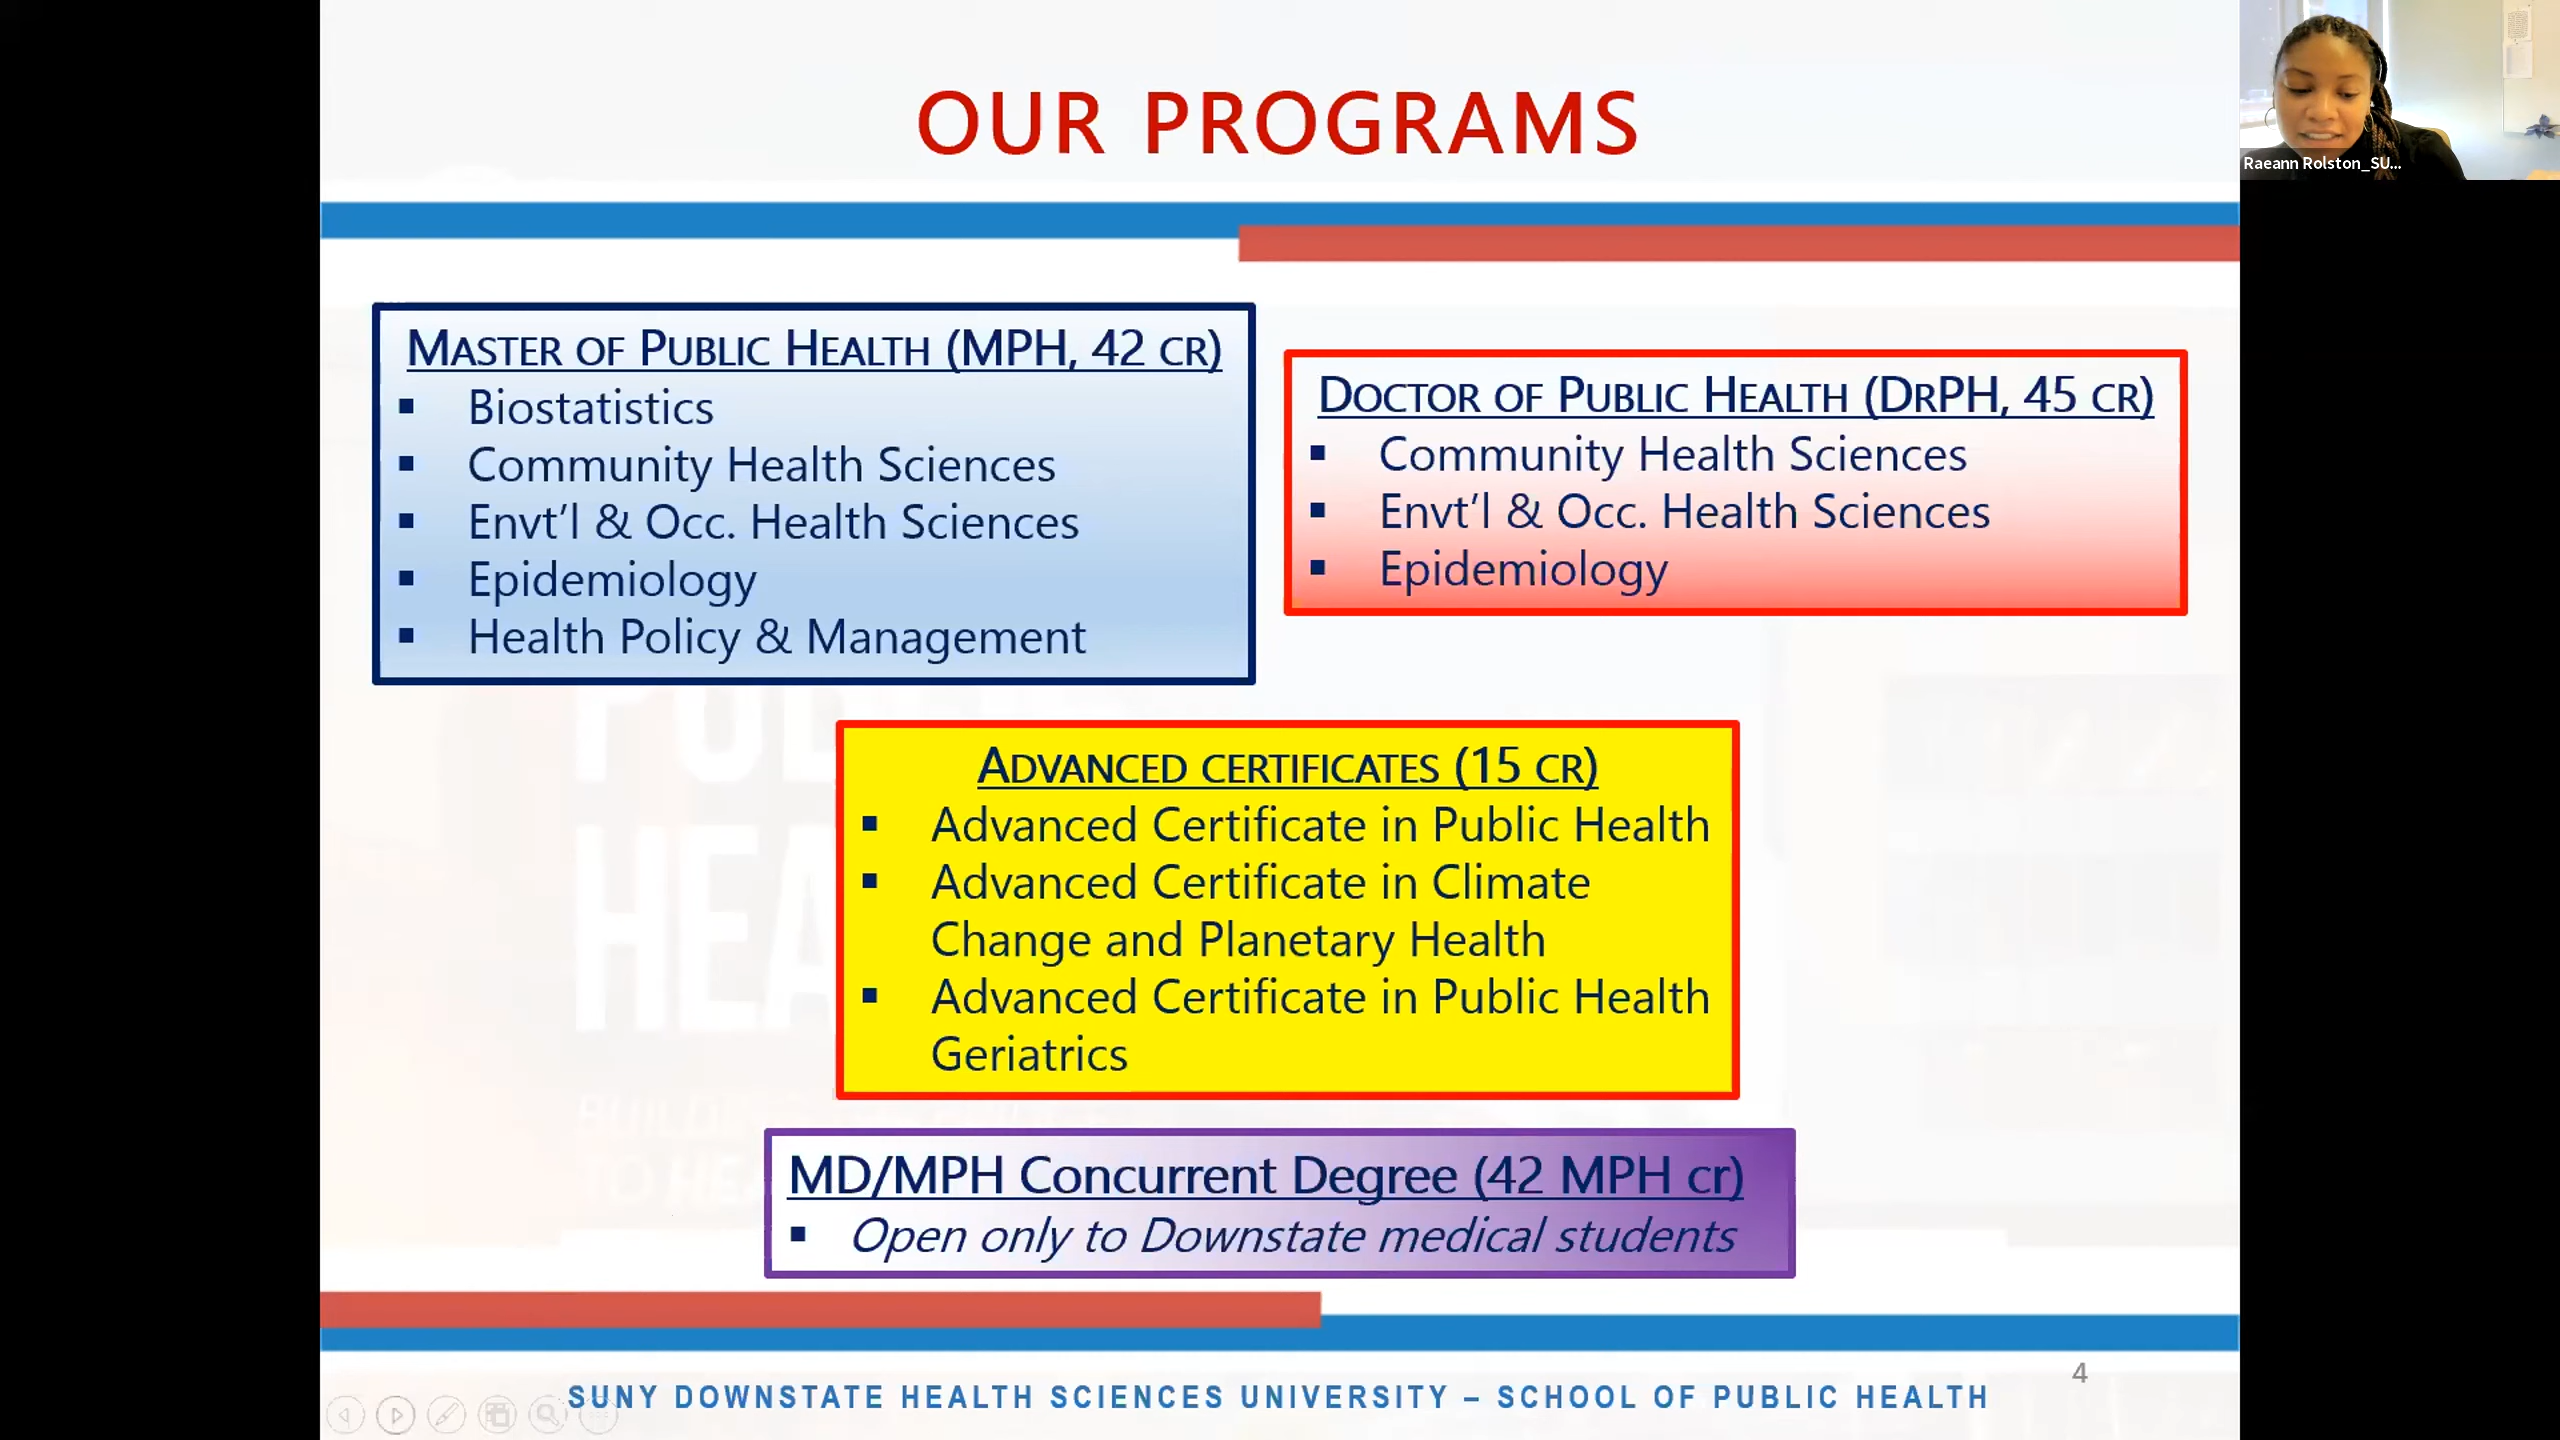 OUR PROGRAMS
Raeann Rolston_SU...
MASTER OF PUBLIC HEALTH (MPH, 42 CR)
▪ Biostatistics
▪ Community Health Sciences
▪ Envt’l & Occ. Health Sciences
▪ Epidemiology
▪ Health Policy & Management
DOCTOR OF PUBLIC HEALTH (DRPH, 45 CR)
▪ Community Health Sciences
▪ Envt’l & Occ. Health Sciences
▪ Epidemiology
ADVANCED CERTIFICATES (15 CR)
▪ Advanced Certificate in Public Health
▪ Advanced Certificate in Climate
Change and Planetary Health
▪ Advanced Certificate in Public Health
Geriatrics
MD/MPH Concurrent Degree (42 MPH cr)
▪ Open only to Downstate medical students
4
SUNY DOWNSTATE HEALTH SCIENCES UNIVERSITY – SCHOOL OF PUBLIC HEALTH